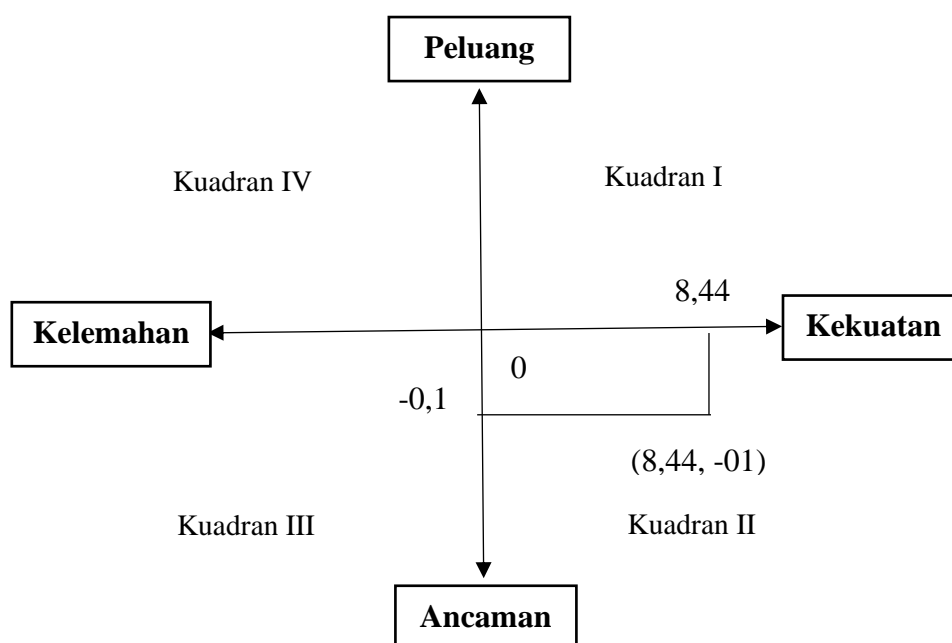 Peluang
Kuadran IV
Kuadran I
8,44
Kelemahan
Kekuatan
0
-0,1
(8,44, -01)
Kuadran III
Kuadran II
Ancaman